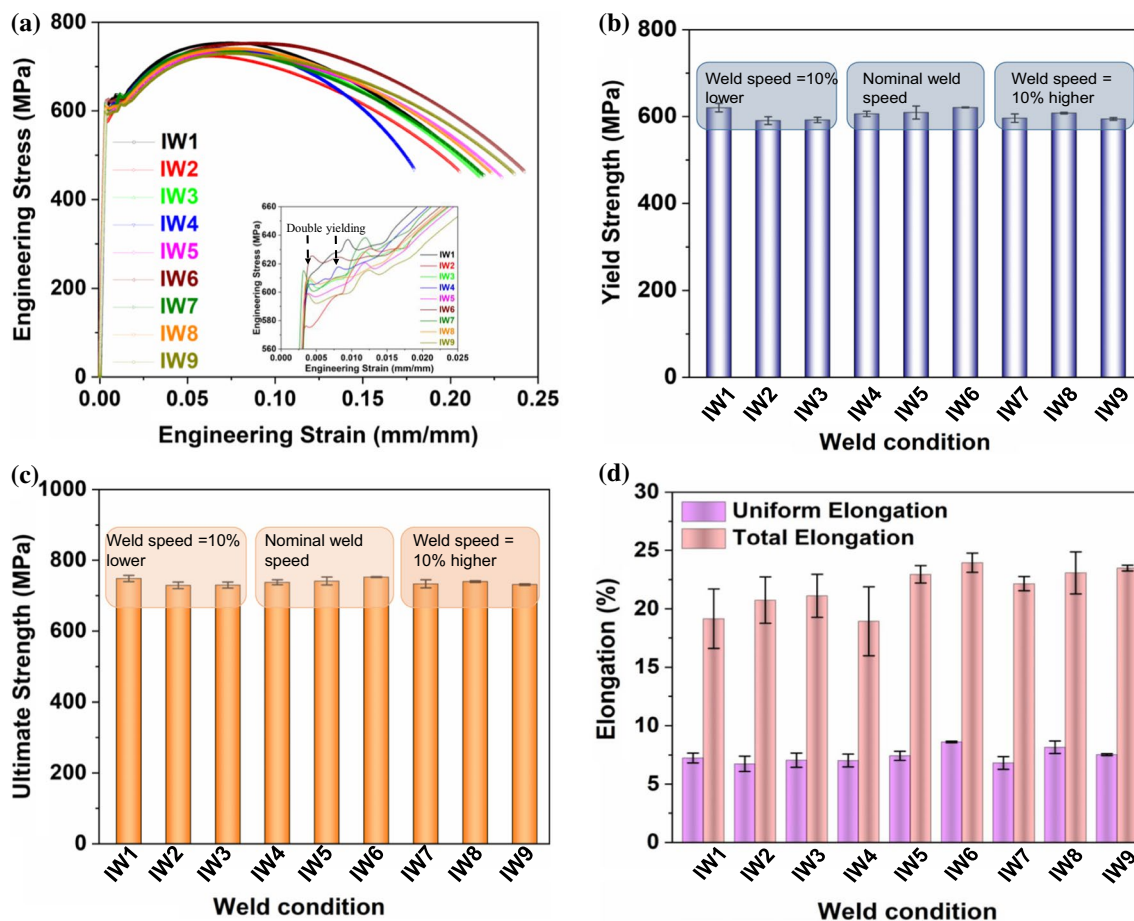 (a)
800
600
400
200
0
Engineering Stress (MPa)
IW1
IW2
IW3
IW4
IW5
IW6
IW7
IW8
IW9
0.00 0.05 0.10 0.15 0.20 0.25
Engineering Strain (mm/mm)
660
640
620
600
580
560
Engineering Stress (MPa)
Double yielding
IW1
IW2
IW3
IW4
IW5
IW6
IW7
IW8
IW9
0.000 0.005 0.010 0.015 0.020 0.025
Engineering Strain (mm/mm)
(b)
800
600
400
200
0
Yield Strength (MPa)
Weld speed =10%
lower
Nominal weld
speed
Weld speed =
10% higher
IW1 IW2 IW3 IW4 IW5 IW6 IW7 IW8 IW9
Weld condition
(c)
1000
800
600
400
200
0
Ultimate Strength (MPa)
Weld speed =10%
lower
Nominal weld
speed
Weld speed =
10% higher
IW1 IW2 IW3 IW4 IW5 IW6 IW7 IW8 IW9
Weld condition
(d)
30
25
20
15
10
5
0
Elongation (%)
Uniform Elongation
Total Elongation
IW1 IW2 IW3 IW4 IW5 IW6 IW7 IW8 IW9
Weld condition